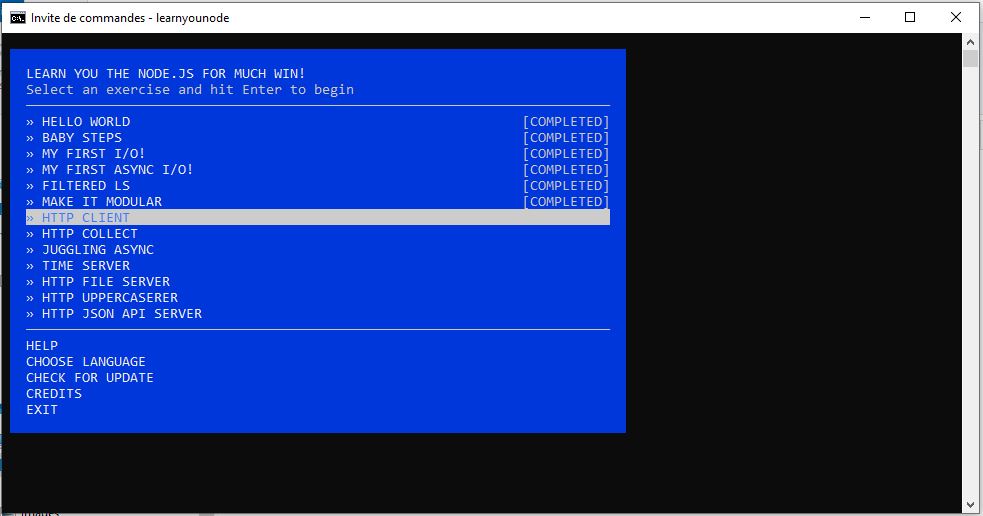 Invite de commandes - learnyounode
LEARN YOU THE NODE.JS FOR MUCH WIN!
Select an exercise and hit Enter to begin
» HELLO WORLD [COMPLETED]
» BABY STEPS [COMPLETED]
» MY FIRST I/O! [COMPLETED]
» MY FIRST ASYNC I/O! [COMPLETED]
» FILTERED LS [COMPLETED]
» MAKE IT MODULAR [COMPLETED]
» HTTP CLIENT
» HTTP COLLECT
» JUGGLING ASYNC
» TIME SERVER
» HTTP FILE SERVER
» HTTP UPPERCASERER
» HTTP JSON API SERVER
HELP
CHOOSE LANGUAGE
CHECK FOR UPDATE
CREDITS
EXIT